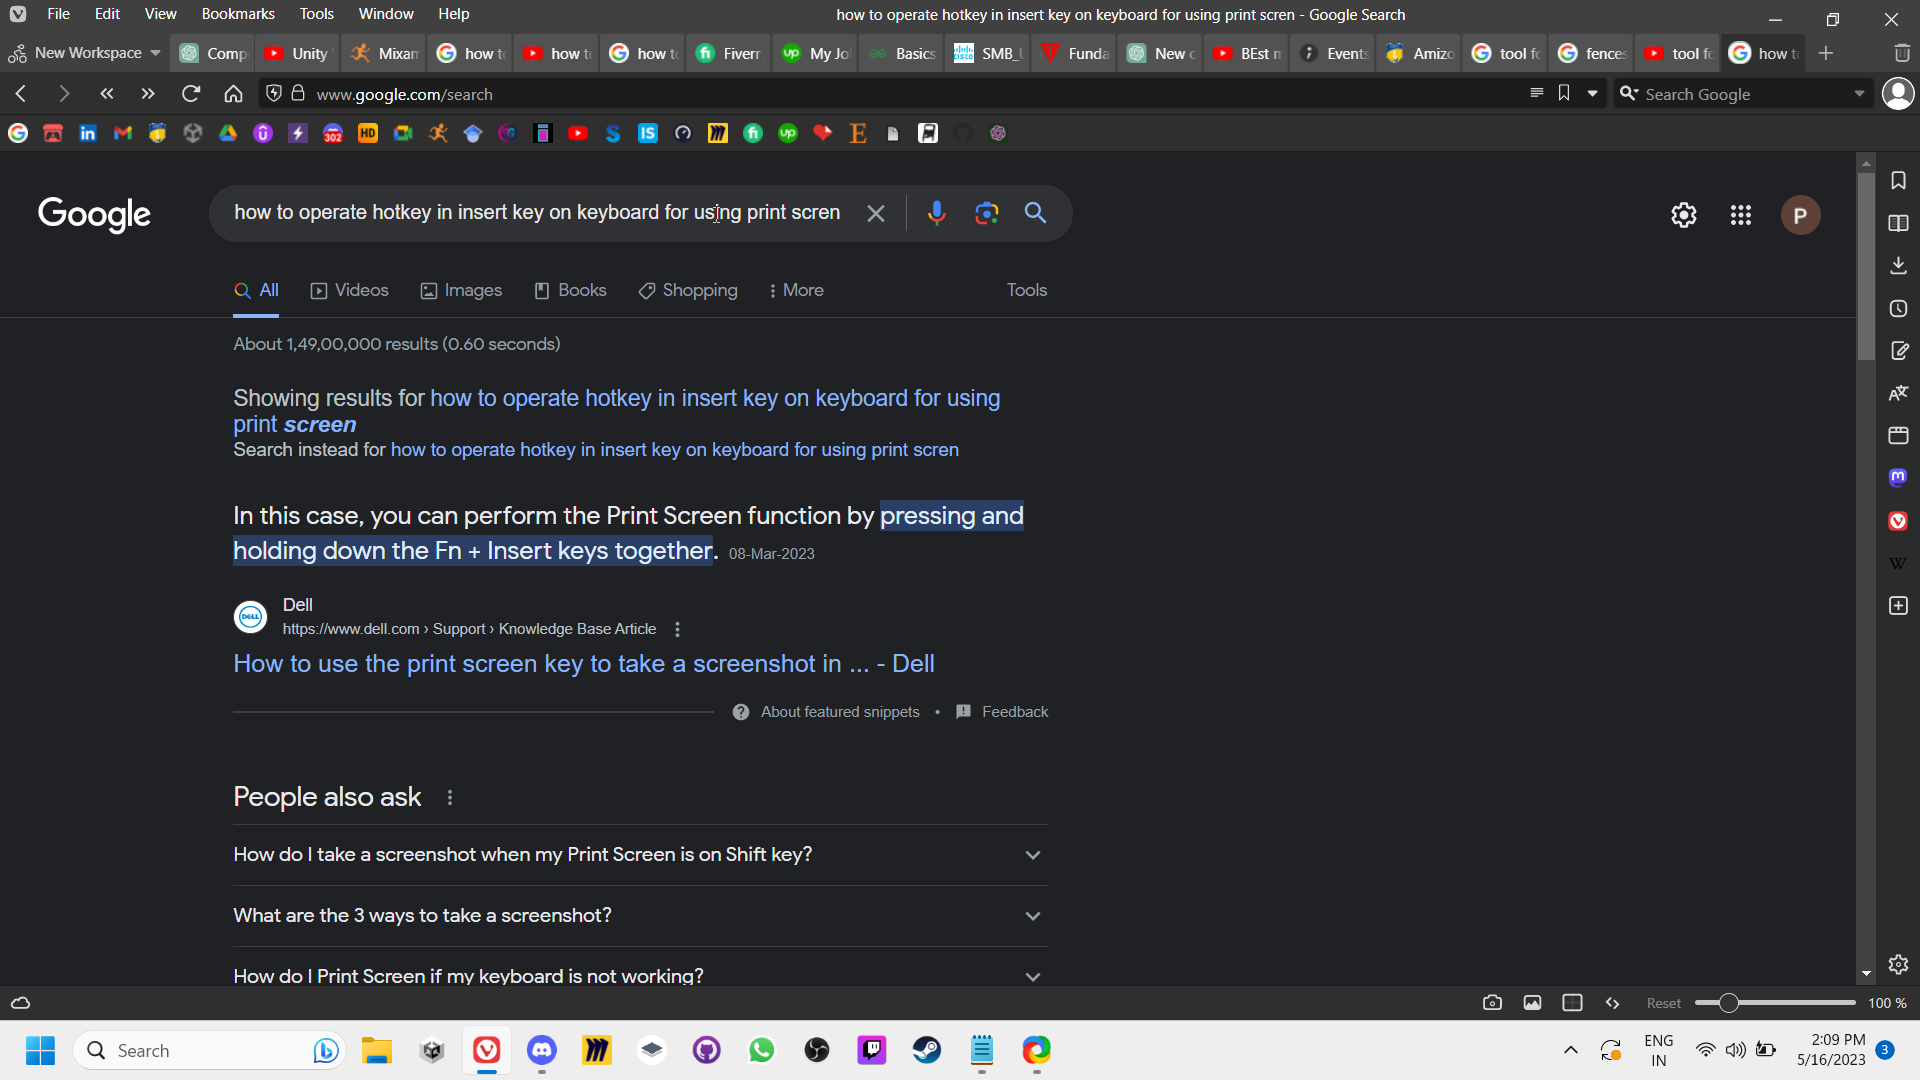 File Edit View Bookmarks Tools Window Help
how to operate hotkey in insert key on keyboard for using print scren - Google Search
New Workspace Comp Unity Mixam how to how to how to Fiverr My Jo Basics SMB_ Funda New c BEst m Events Amizo tool fo fences tool fo how to
www.google.com/search Search Google
Google
how to operate hotkey in insert key on keyboard for using print scren
P
All Videos Images Books Shopping More Tools
About 1,49,00,000 results (0.60 seconds)
Showing results for how to operate hotkey in insert key on keyboard for using
print screen
Search instead for how to operate hotkey in insert key on keyboard for using print scren
In this case, you can perform the Print Screen function by pressing and
holding down the Fn + Insert keys together. 08-Mar-2023
Dell
https://www.dell.com › Support › Knowledge Base Article
How to use the print screen key to take a screenshot in ... - Dell
About featured snippets • Feedback
People also ask
How do I take a screenshot when my Print Screen is on Shift key?
What are the 3 ways to take a screenshot?
How do I Print Screen if my keyboard is not working?
Reset 100 %
Search
ENG
IN
2:09 PM
5/16/2023
3